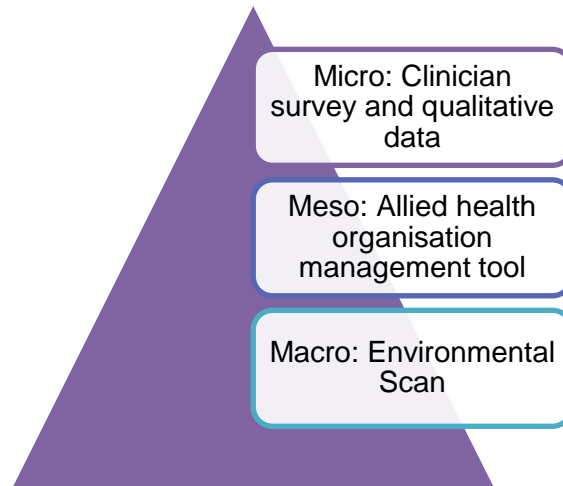 Micro: Clinician
survey and qualitative
data
Meso: Allied health
organisation
management tool
Macro: Environmental
Scan